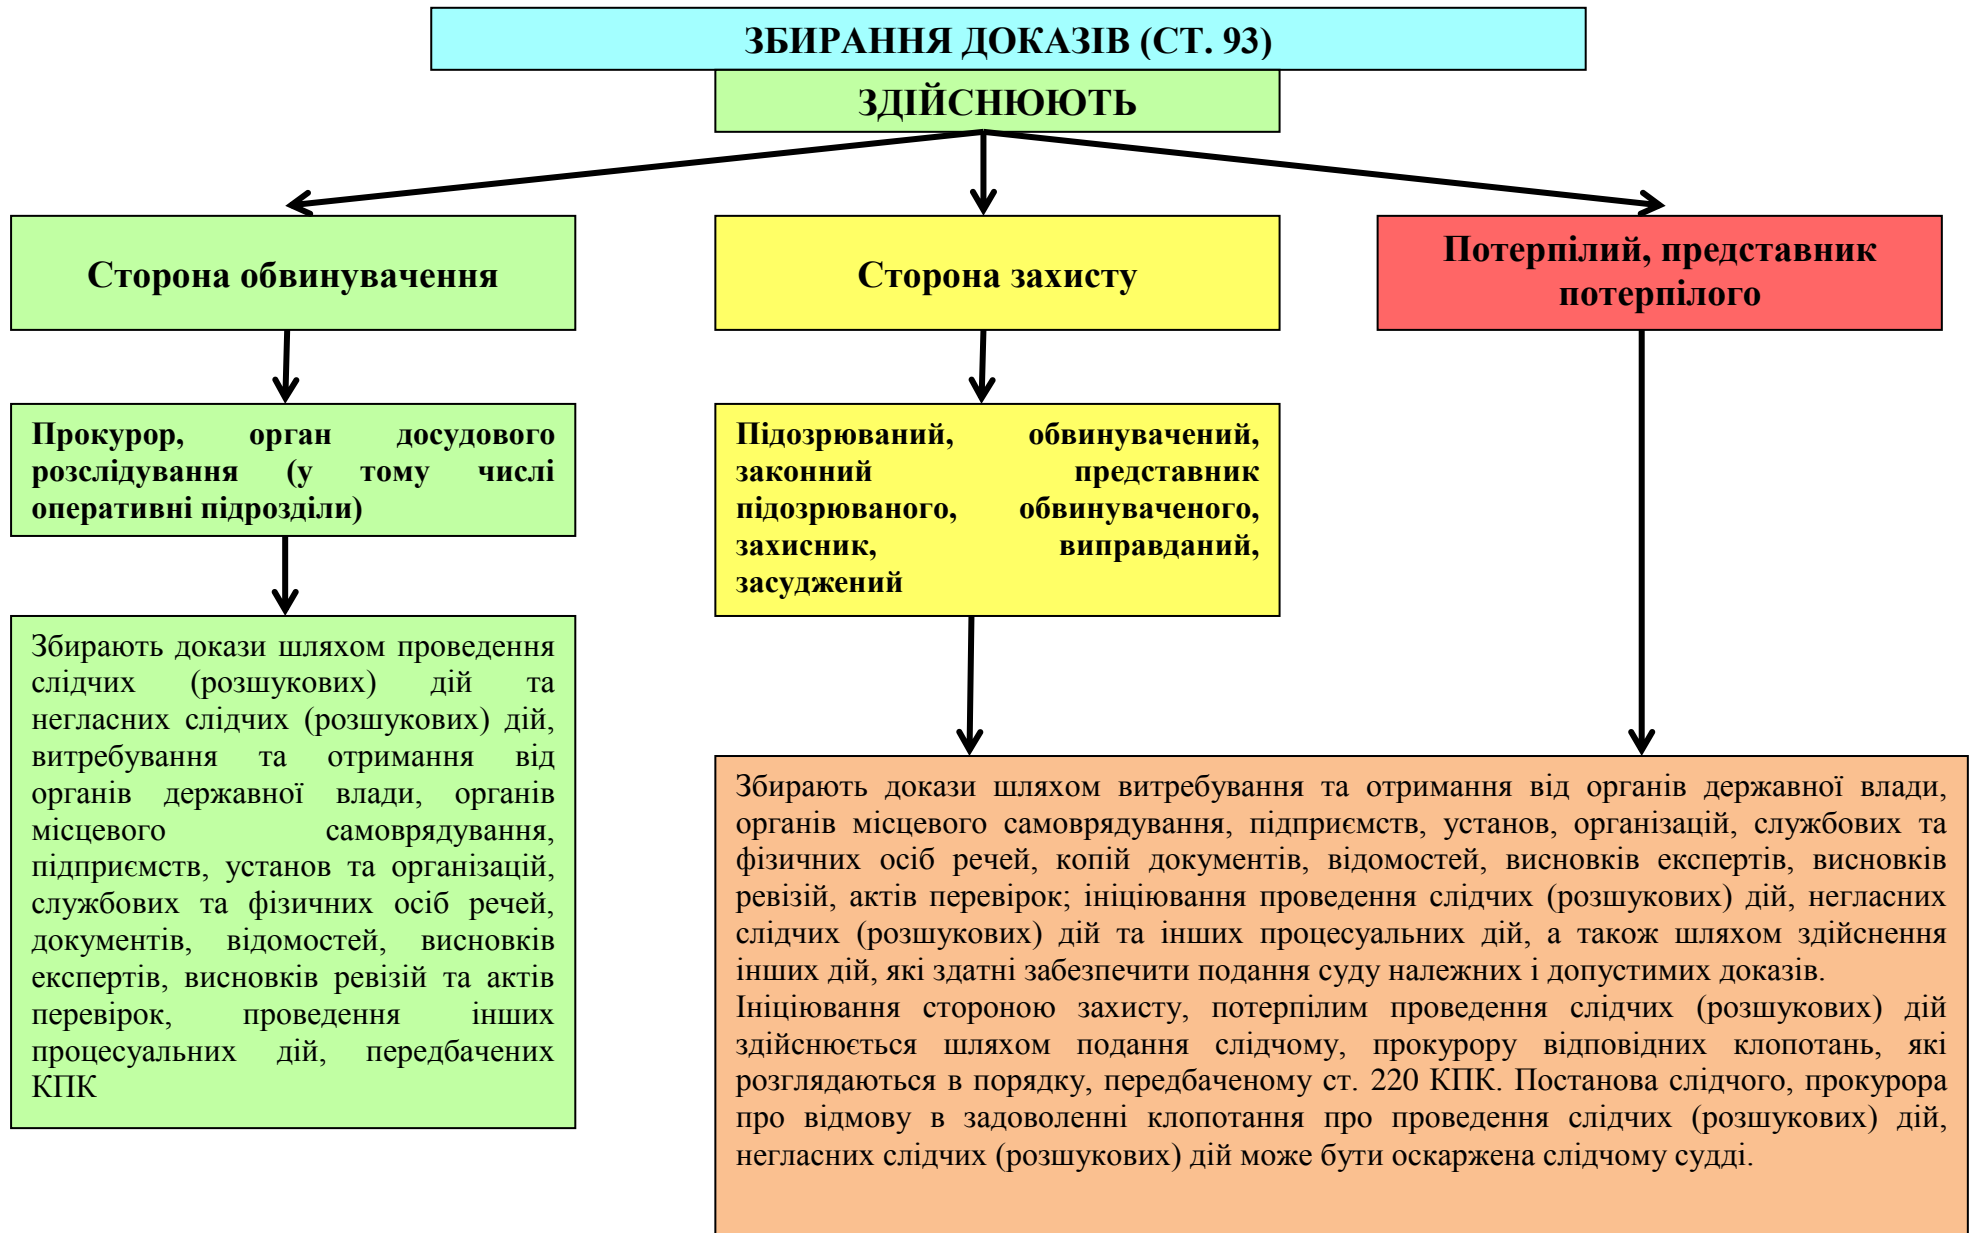 ЗБИРАННЯ ДОКАЗІВ (СТ. 93)
ЗДІЙСНЮЮТЬ
Сторона обвинувачення
Сторона захисту
Потерпілий, представник
потерпілого
Прокурор, орган досудового
розслідування (у тому числі
оперативні підрозділи)
Підозрюваний, обвинувачений,
законний представник
підозрюваного, обвинуваченого,
захисник, виправданий,
засуджений
Збирають докази шляхом проведення
слідчих (розшукових) дій та
негласних слідчих (розшукових) дій,
витребування та отримання від
органів державної влади, органів
місцевого самоврядування,
підприємств, установ та організацій,
службових та фізичних осіб речей,
документів, відомостей, висновків
експертів, висновків ревізій та актів
перевірок, проведення інших
процесуальних дій, передбачених
КПК
Збирають докази шляхом витребування та отримання від органів державної влади,
органів місцевого самоврядування, підприємств, установ, організацій, службових та
фізичних осіб речей, копій документів, відомостей, висновків експертів, висновків
ревізій, актів перевірок; ініціювання проведення слідчих (розшукових) дій, негласних
слідчих (розшукових) дій та інших процесуальних дій, а також шляхом здійснення
інших дій, які здатні забезпечити подання суду належних і допустимих доказів.
Ініціювання стороною захисту, потерпілим проведення слідчих (розшукових) дій
здійснюється шляхом подання слідчому, прокурору відповідних клопотань, які
розглядаються в порядку, передбаченому ст. 220 КПК. Постанова слідчого, прокурора
про відмову в задоволенні клопотання про проведення слідчих (розшукових) дій,
негласних слідчих (розшукових) дій може бути оскаржена слідчому судді.